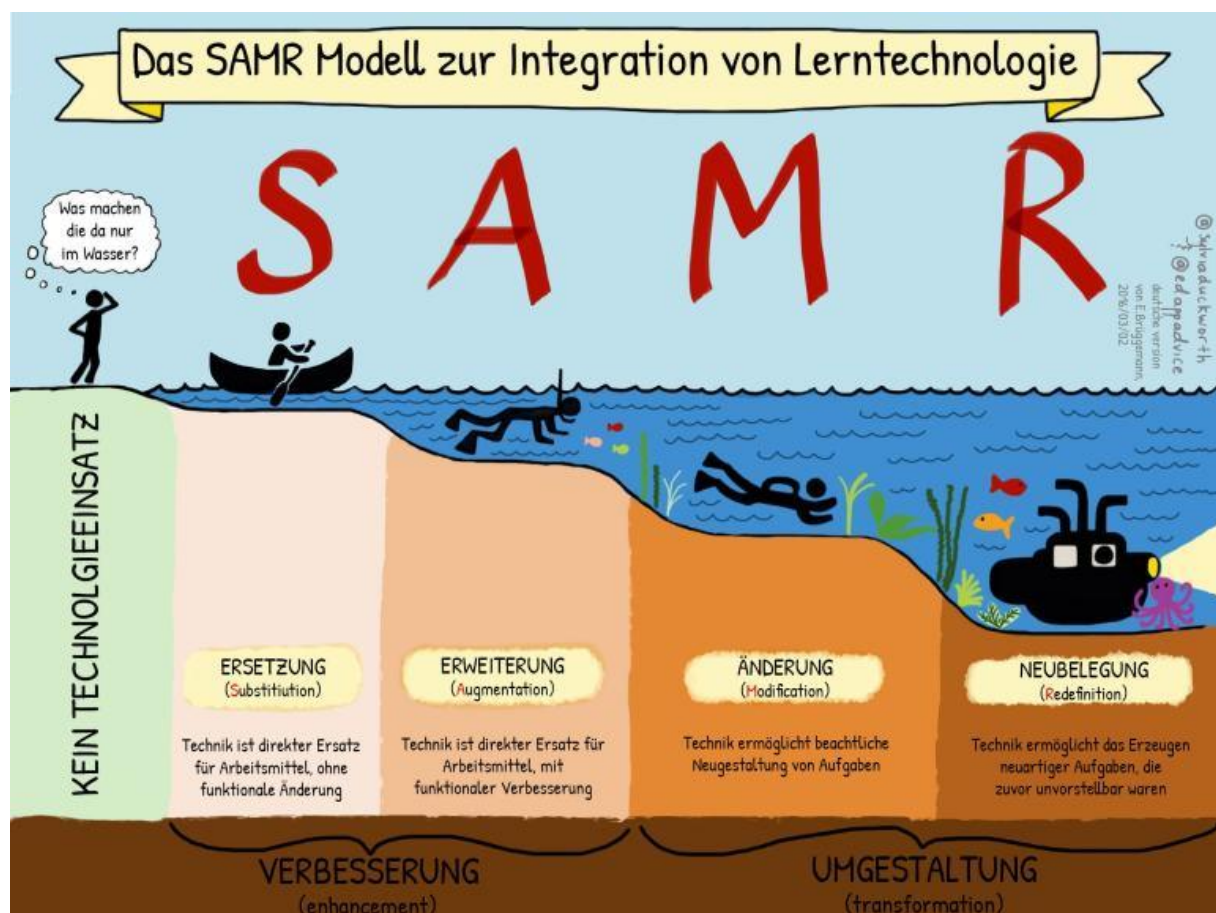 Das SAMR Modell zur Integration von Lerntechnologie
S A M R
Was machen
die da nur
im Wasser?
@sylviaduckworth
@edappadvice
deutsche version
von E.Brüggemann,
2016/03/02
KEIN TECHNOLGIEEINSATZ
ERSETZUNG
(Substitiution)
Technik ist direkter Ersatz
für Arbeitsmittel, ohne
funktionale Änderung
ERWEITERUNG
(Augmentation)
Technik ist direkter Ersatz für
Arbeitsmittel, mit
funktionaler Verbesserung
ÄNDERUNG
(Modification)
Technik ermöglicht beachtliche
Neugestaltung von Aufgaben
NEUBELEGUNG
(Redefinition)
Technik ermöglicht das Erzeugen
neuartiger Aufgaben, die
zuvor unvorstellbar waren
VERBESSERUNG
(enhancement)
UMGESTALTUNG
(transformation)